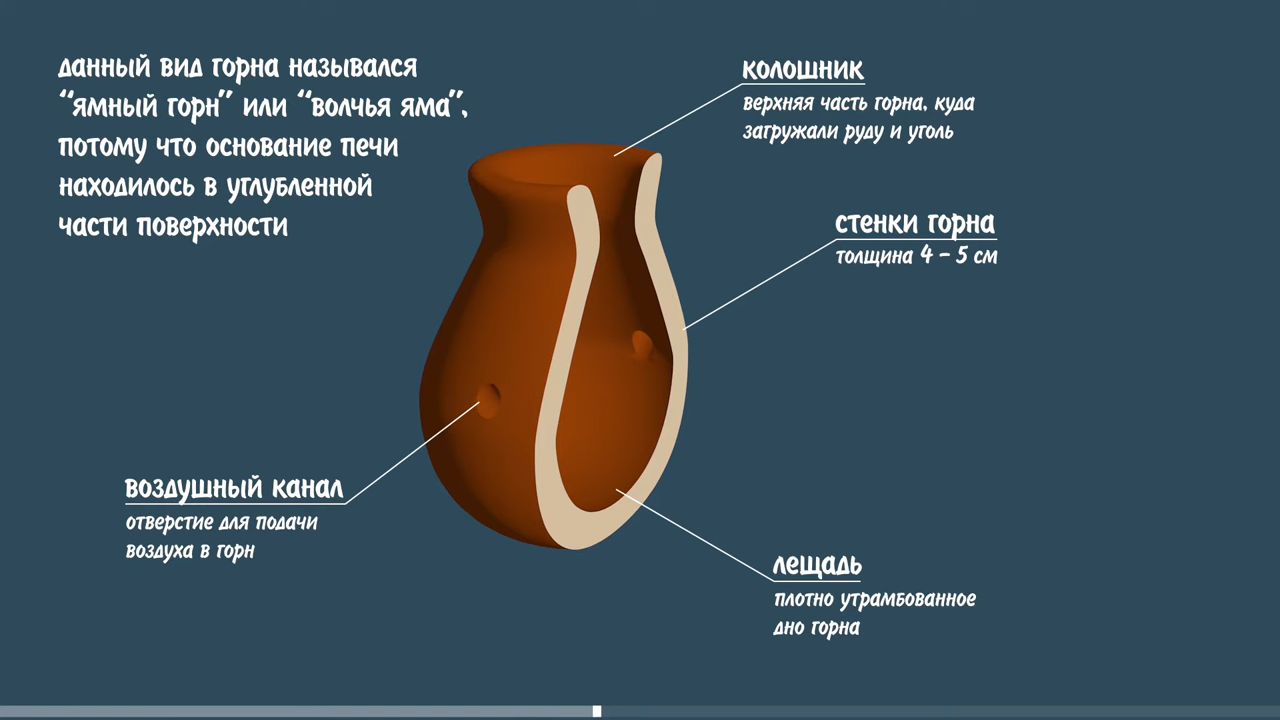 данный вид горна назывался
“ямный горн” или “волчья яма”,
потому что основание печи
находилось в углубленной
части поверхности
колошник
верхняя часть горна, куда
загружали руду и уголь
стенки горна
толщина 4 – 5 см
воздушный канал
отверстие для подачи
воздуха в горн
лещадь
плотно утрамбованное
дно горна